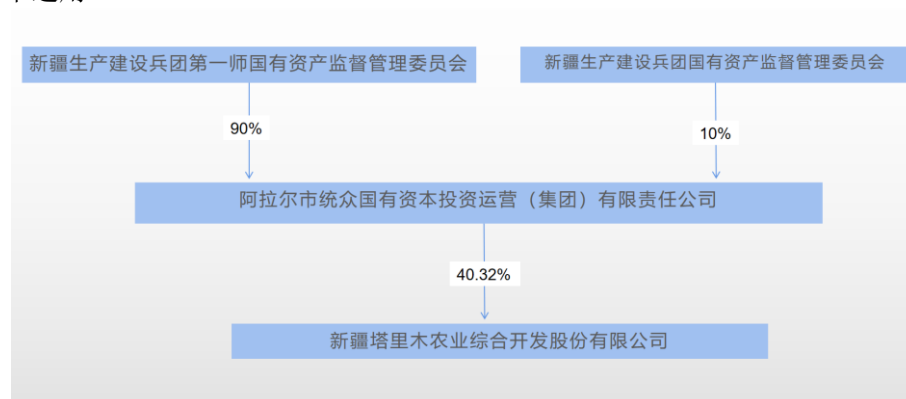 新疆生产建设兵团第一师国有资产监督管理委员会
新疆生产建设兵团国有资产监督管理委员会
90%
10%
阿拉尔市统众国有资本投资运营（集团）有限责任公司
40.32%
新疆塔里木农业综合开发股份有限公司